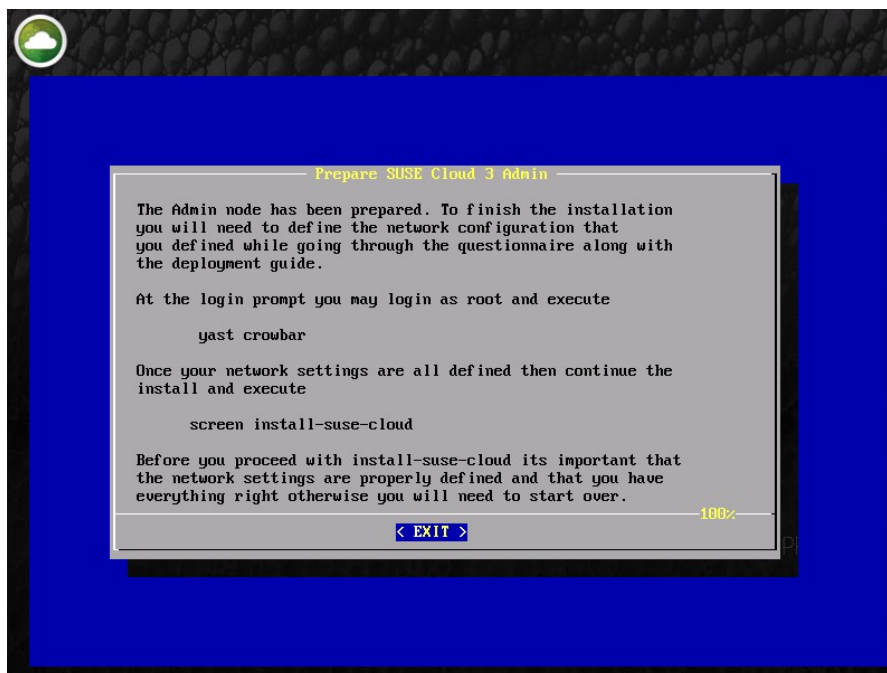 Prepare SUSE Cloud 3 Admin
The Admin node has been prepared. To finish the installation
you will need to define the network configuration that
you defined while going through the questionnaire along with
the deployment guide.
At the login prompt you may login as root and execute
yast crowbar
Once your network settings are all defined then continue the
install and execute
screen install-suse-cloud
Before you proceed with install-suse-cloud its important that
the network settings are properly defined and that you have
everything right otherwise you will need to start over.
100%
< EXIT >